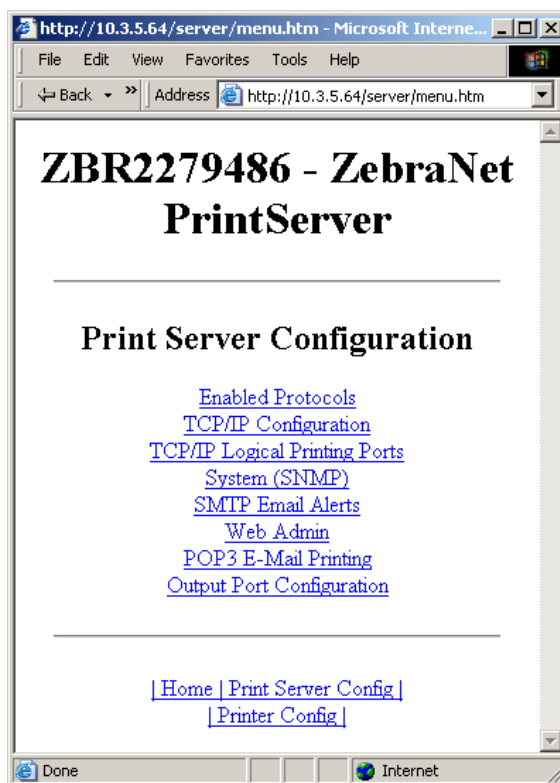 http://10.3.5.64/server/menu.htm - Microsoft Interne...
File Edit View Favorites Tools Help
Back » Address http://10.3.5.64/server/menu.htm
ZBR2279486 - ZebraNet
PrintServer
Print Server Configuration
Enabled Protocols
TCP/IP Configuration
TCP/IP Logical Printing Ports
System (SNMP)
SMTP Email Alerts
Web Admin
POP3 E-Mail Printing
Output Port Configuration
| Home | Print Server Config |
| Printer Config |
Done Internet